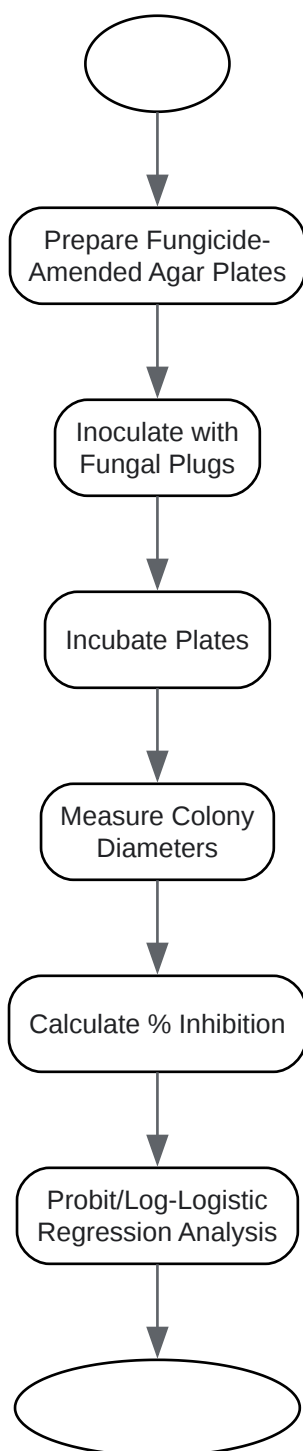 Prepare Fungicide-
Amended Agar Plates
Inoculate with
Fungal Plugs
Incubate Plates
Measure Colony
Diameters
Calculate % Inhibition
Probit/Log-Logistic
Regression Analysis